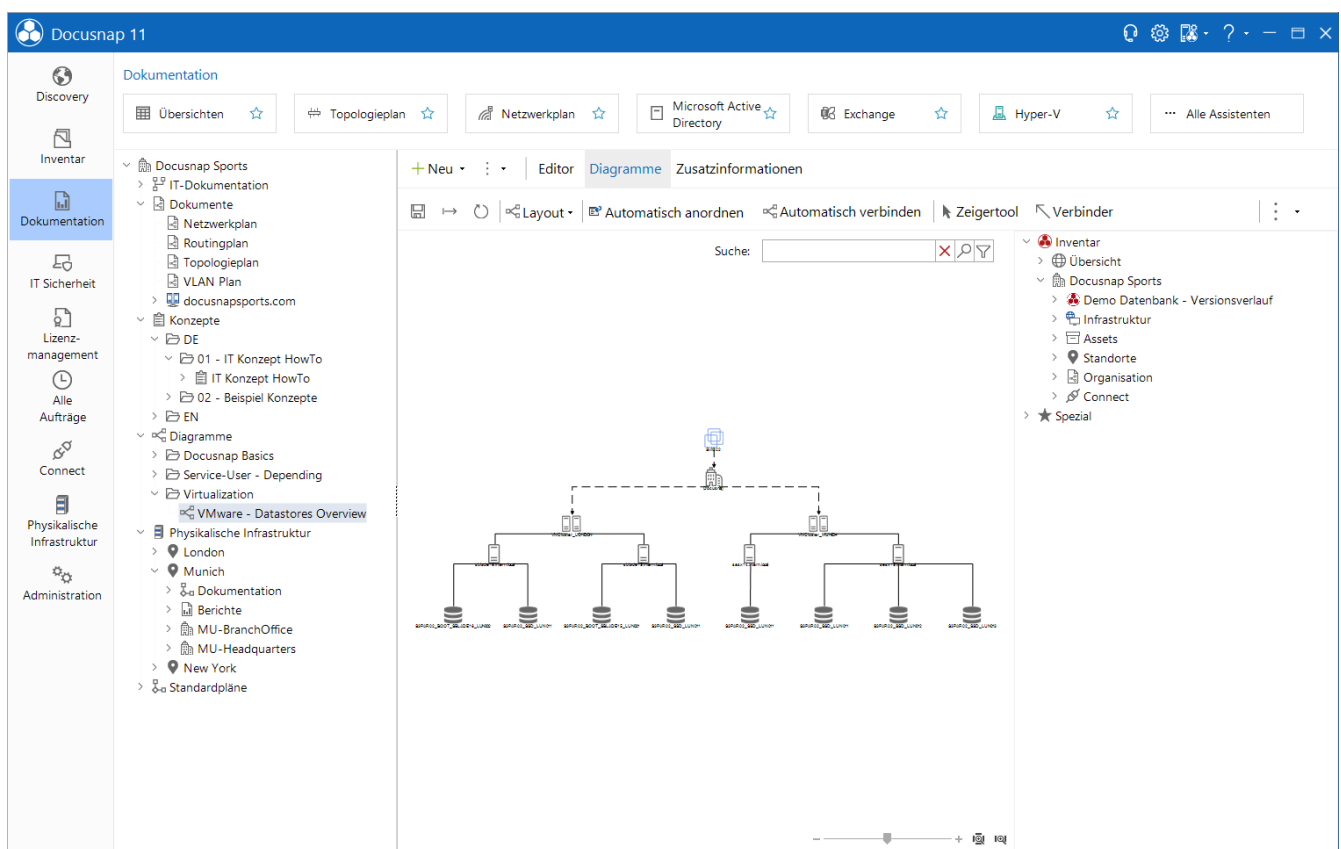 Docusnap 11
Discovery
Inventar
Dokumentation
IT Sicherheit
Lizenz-
management
Alle
Aufträge
Connect
Physikalische
Infrastruktur
Administration
Dokumentation
Übersichten
Topologieplan
Netzwerkplan
Microsoft Active
Directory
Exchange
Hyper-V
Alle Assistenten
Docusnap Sports
IT-Dokumentation
Dokumente
Netzwerkplan
Routingplan
Topologieplan
VLAN Plan
docusnapsports.com
Konzepte
DE
01 - IT Konzept HowTo
IT Konzept HowTo
02 - Beispiel Konzepte
EN
Diagramme
Docusnap Basics
Service-User - Depending
Virtualization
VMware - Datastores Overview
Physikalische Infrastruktur
London
Munich
Dokumentation
Berichte
MU-BranchOffice
MU-Headquarters
New York
Standardpläne
Neu
Editor
Diagramme
Zusatzinformationen
Layout
Automatisch anordnen
Automatisch verbinden
Zeigertool
Verbinder
Suche:
Inventar
Übersicht
Docusnap Sports
Demo Datenbank - Versionsverlauf
Infrastruktur
Assets
Standorte
Organisation
Connect
Spezial